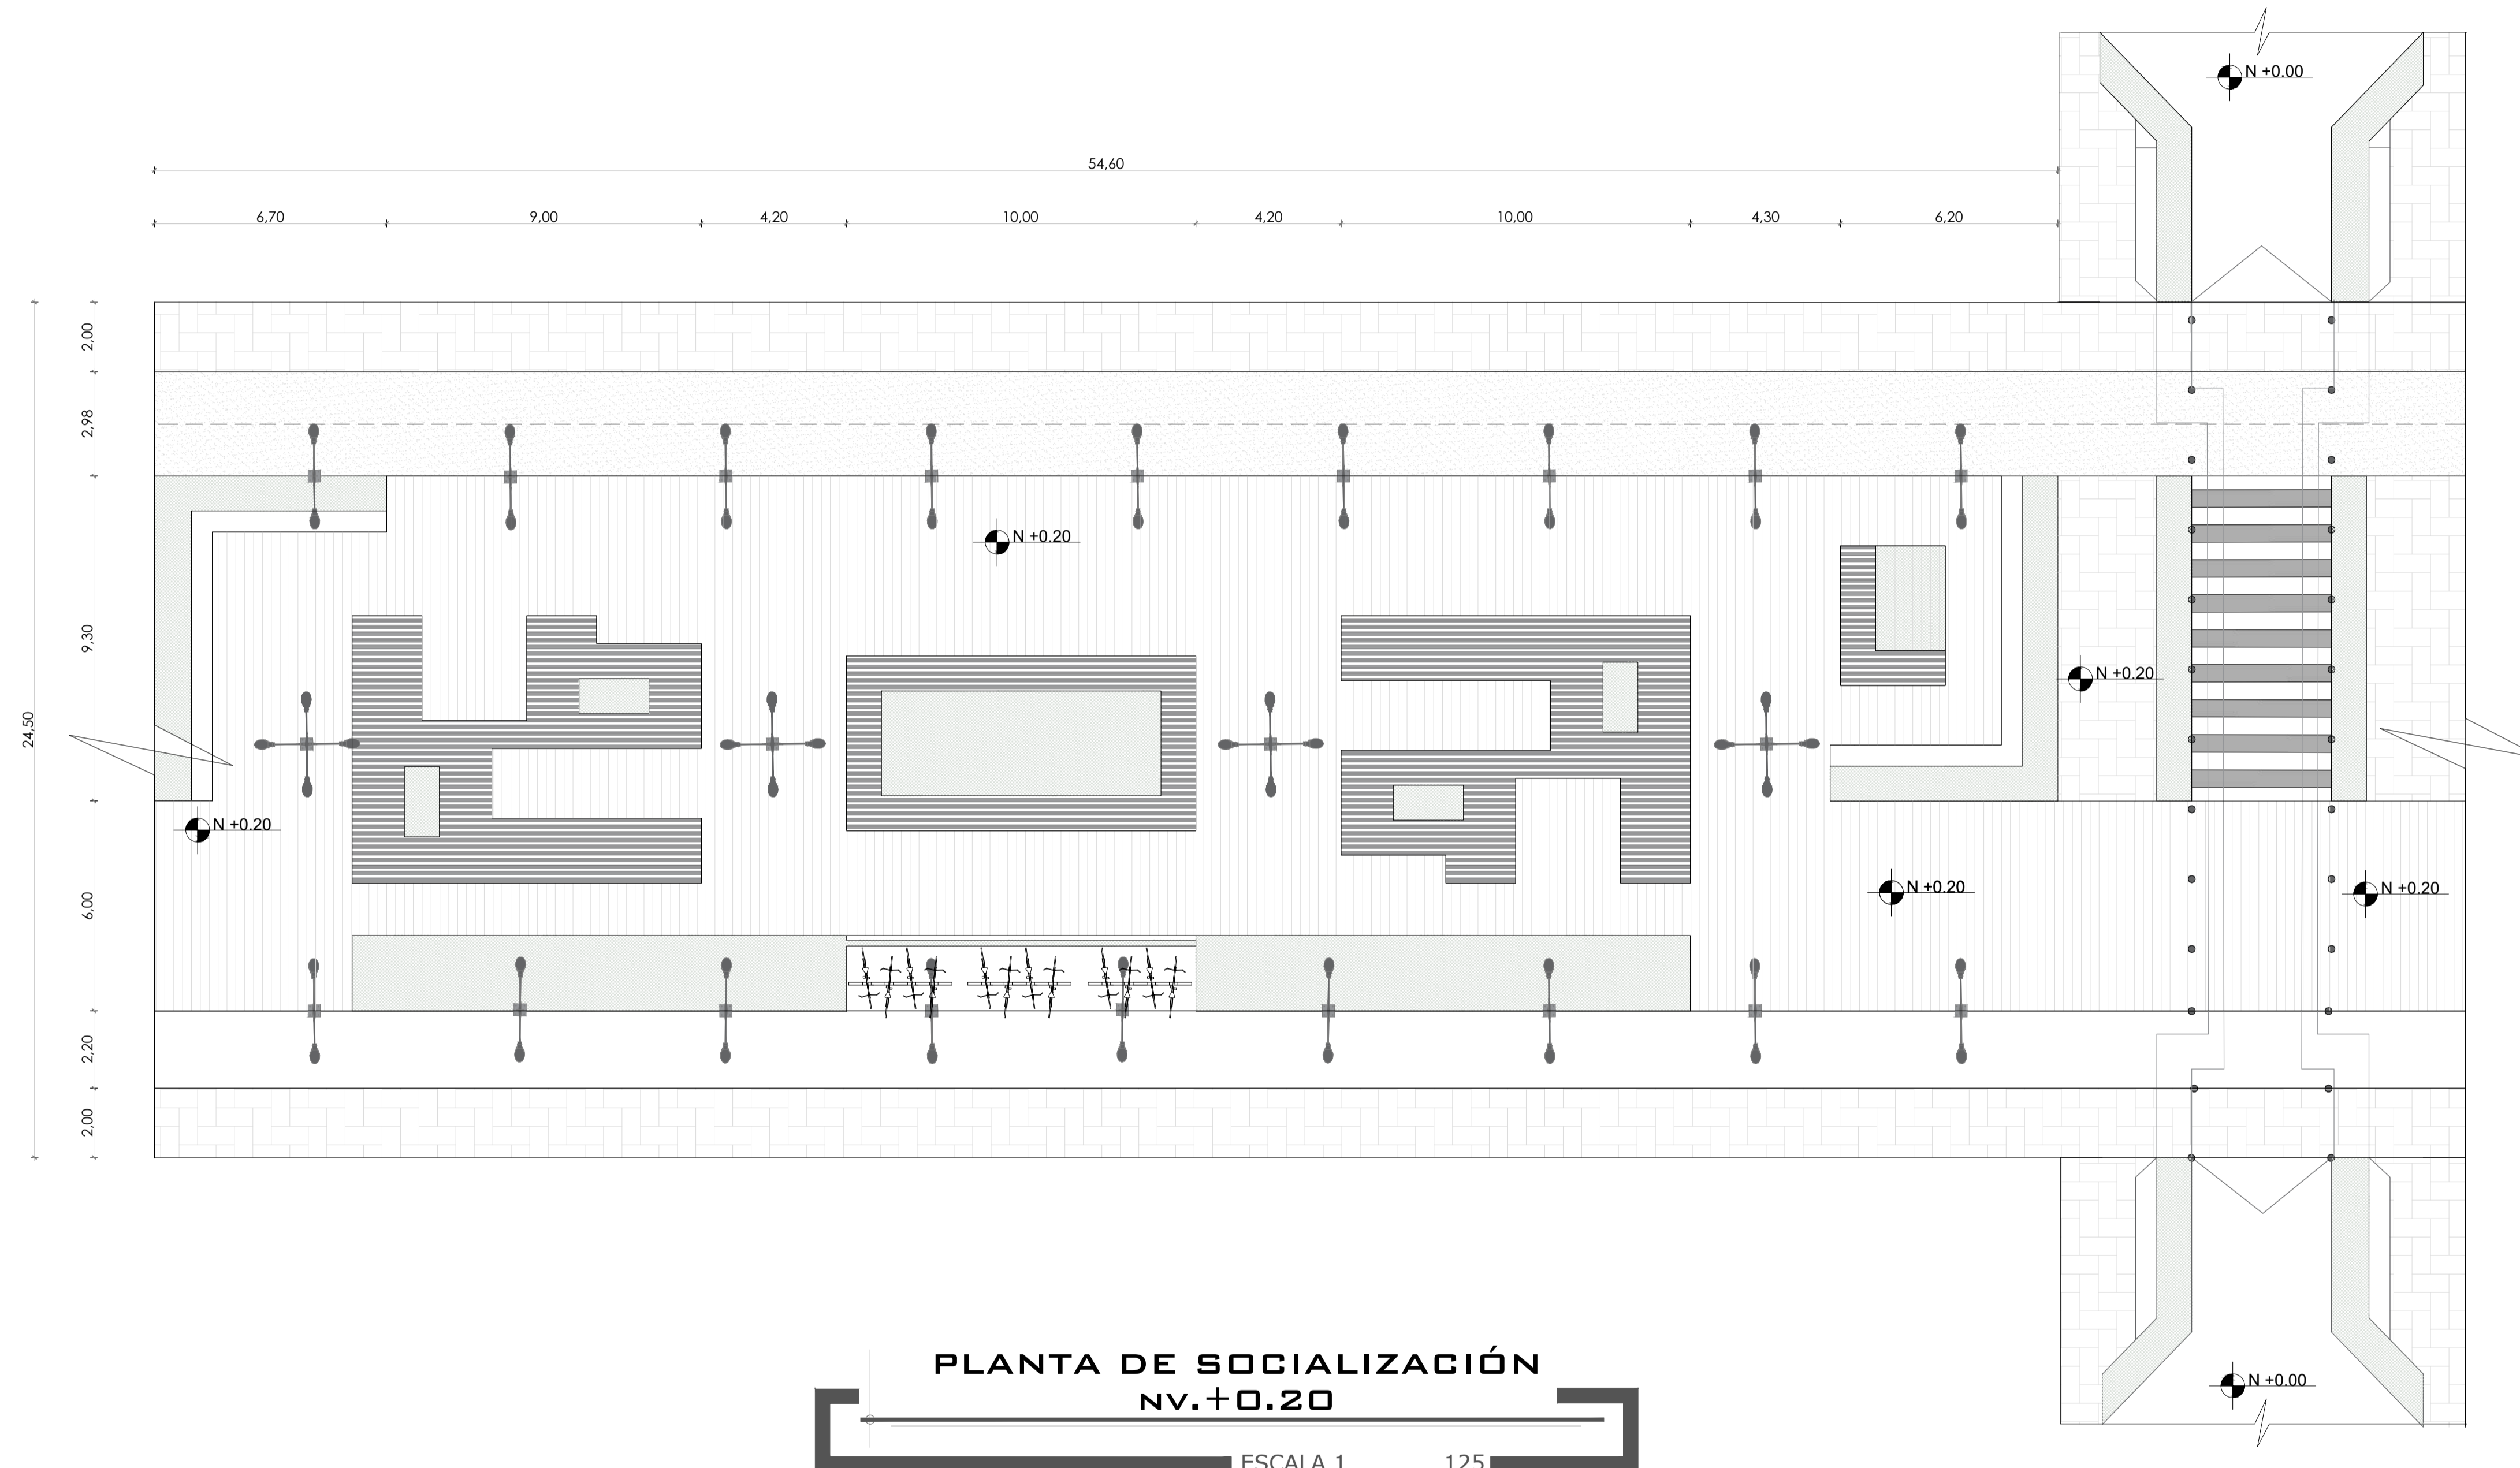 N +0.00
54,60
6,70 9,00 4,20 10,00 4,20 10,00 4,30 6,20
2,00
2,98
9,30
24,50
6,00
2,20
2,00
N +0.20
N +0.20
N +0.20
N +0.20
N +0.20
PLANTA DE SOCIALIZACIÓN
NV.+0.20
N +0.00
ESCALA 1 125